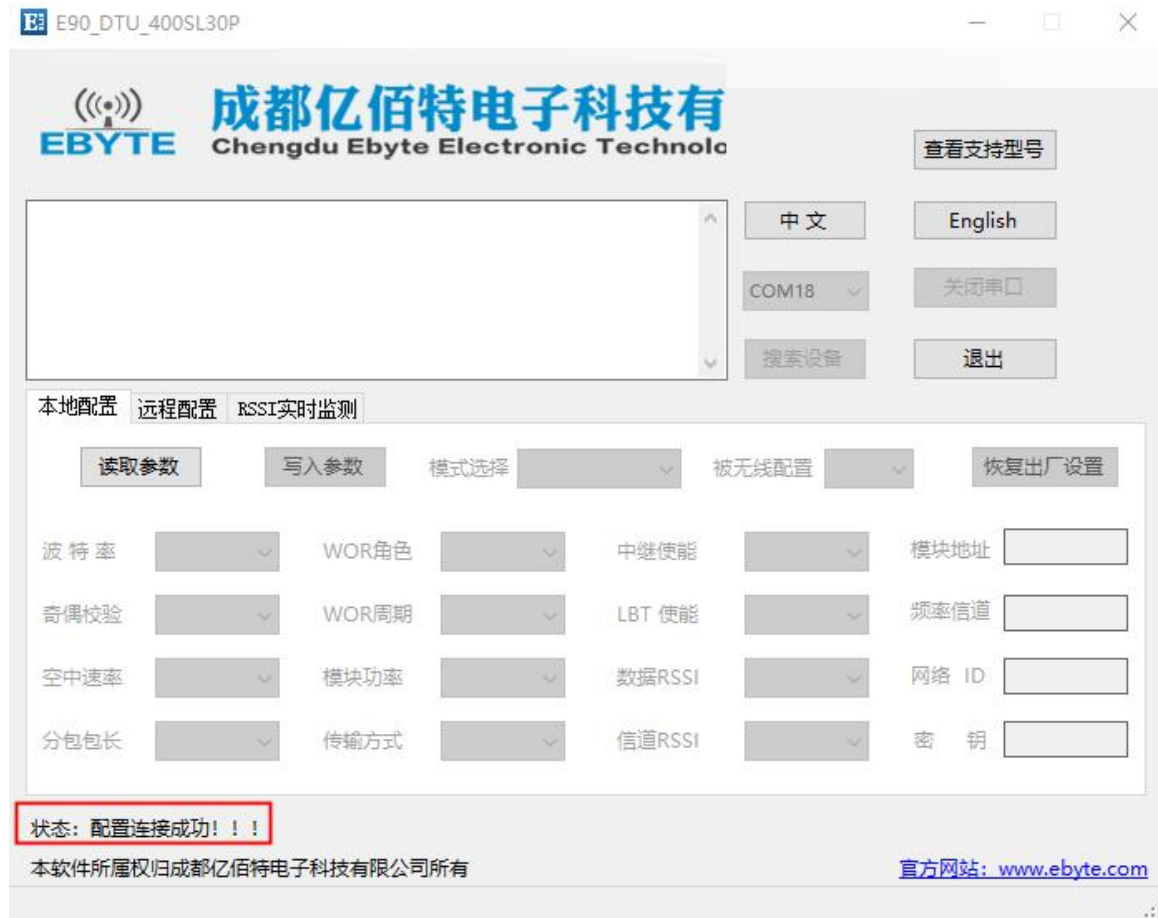 E90_DTU_400SL30P
EBYTE
成都亿佰特电子科技有
Chengdu Ebyte Electronic Technolo
查看支持型号
中 文
English
COM18
关闭串口
搜索设备
退出
本地配置 远程配置 RSSI实时监测
读取参数 写入参数 模式选择 被无线配置 恢复出厂设置
波 特 率 WOR角色 中继使能 模块地址
奇偶校验 WOR周期 LBT 使能 频率信道
空中速率 模块功率 数据RSSI 网络 ID
分包包长 传输方式 信道RSSI 密 钥
状态：配置连接成功！！！
本软件所属权归成都亿佰特电子科技有限公司所有 官方网站：www.ebyte.com